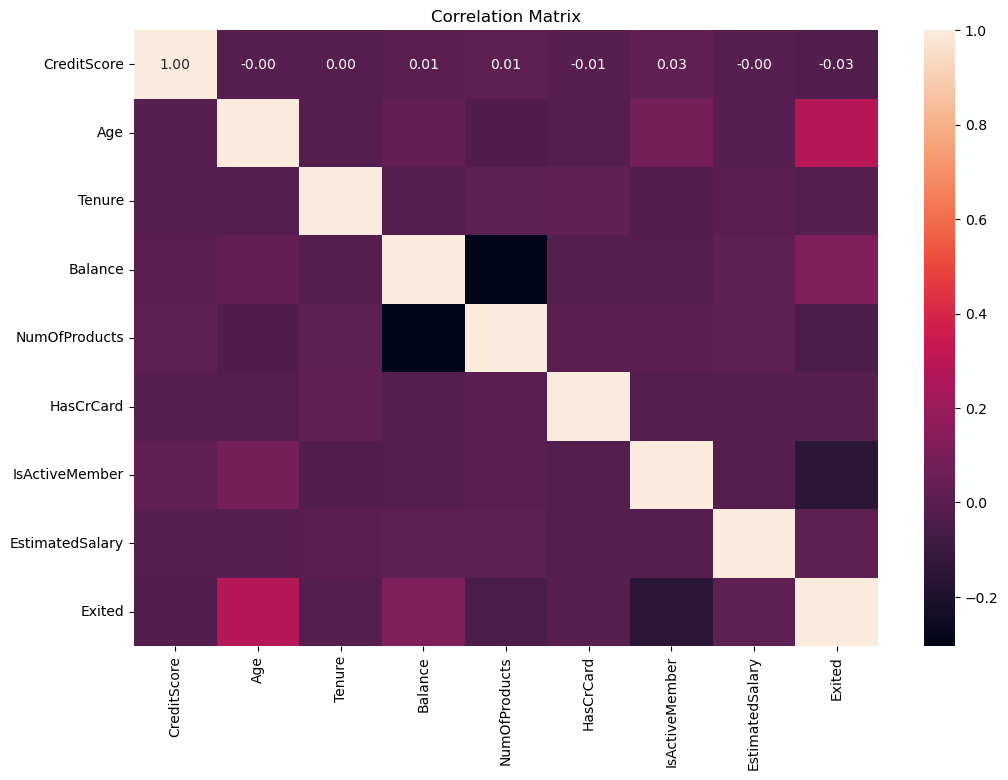 Correlation Matrix
CreditScore 1.00 -0.00 0.00 0.01 0.01 -0.01 0.03 -0.00 -0.03
Age
Tenure
Balance
NumOfProducts
HasCrCard
IsActiveMember
EstimatedSalary
Exited
CreditScore
Age
Tenure
Balance
NumOfProducts
HasCrCard
IsActiveMember
EstimatedSalary
Exited
1.0
0.8
0.6
0.4
0.2
0.0
−0.2